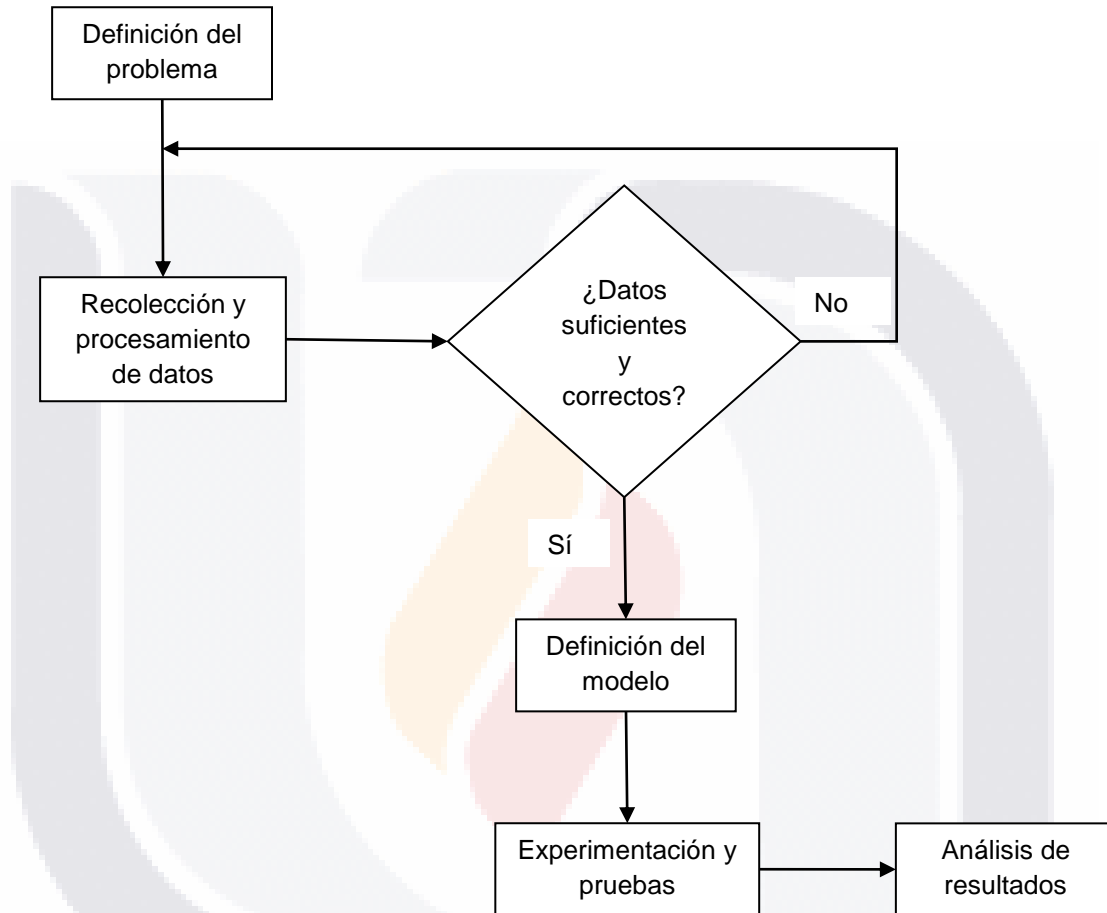 Definición del
problema
Recolección y
procesamiento
de datos
¿Datos
suficientes
y
correctos?
No
Sí
Definición del
modelo
Experimentación y
pruebas
Análisis de
resultados